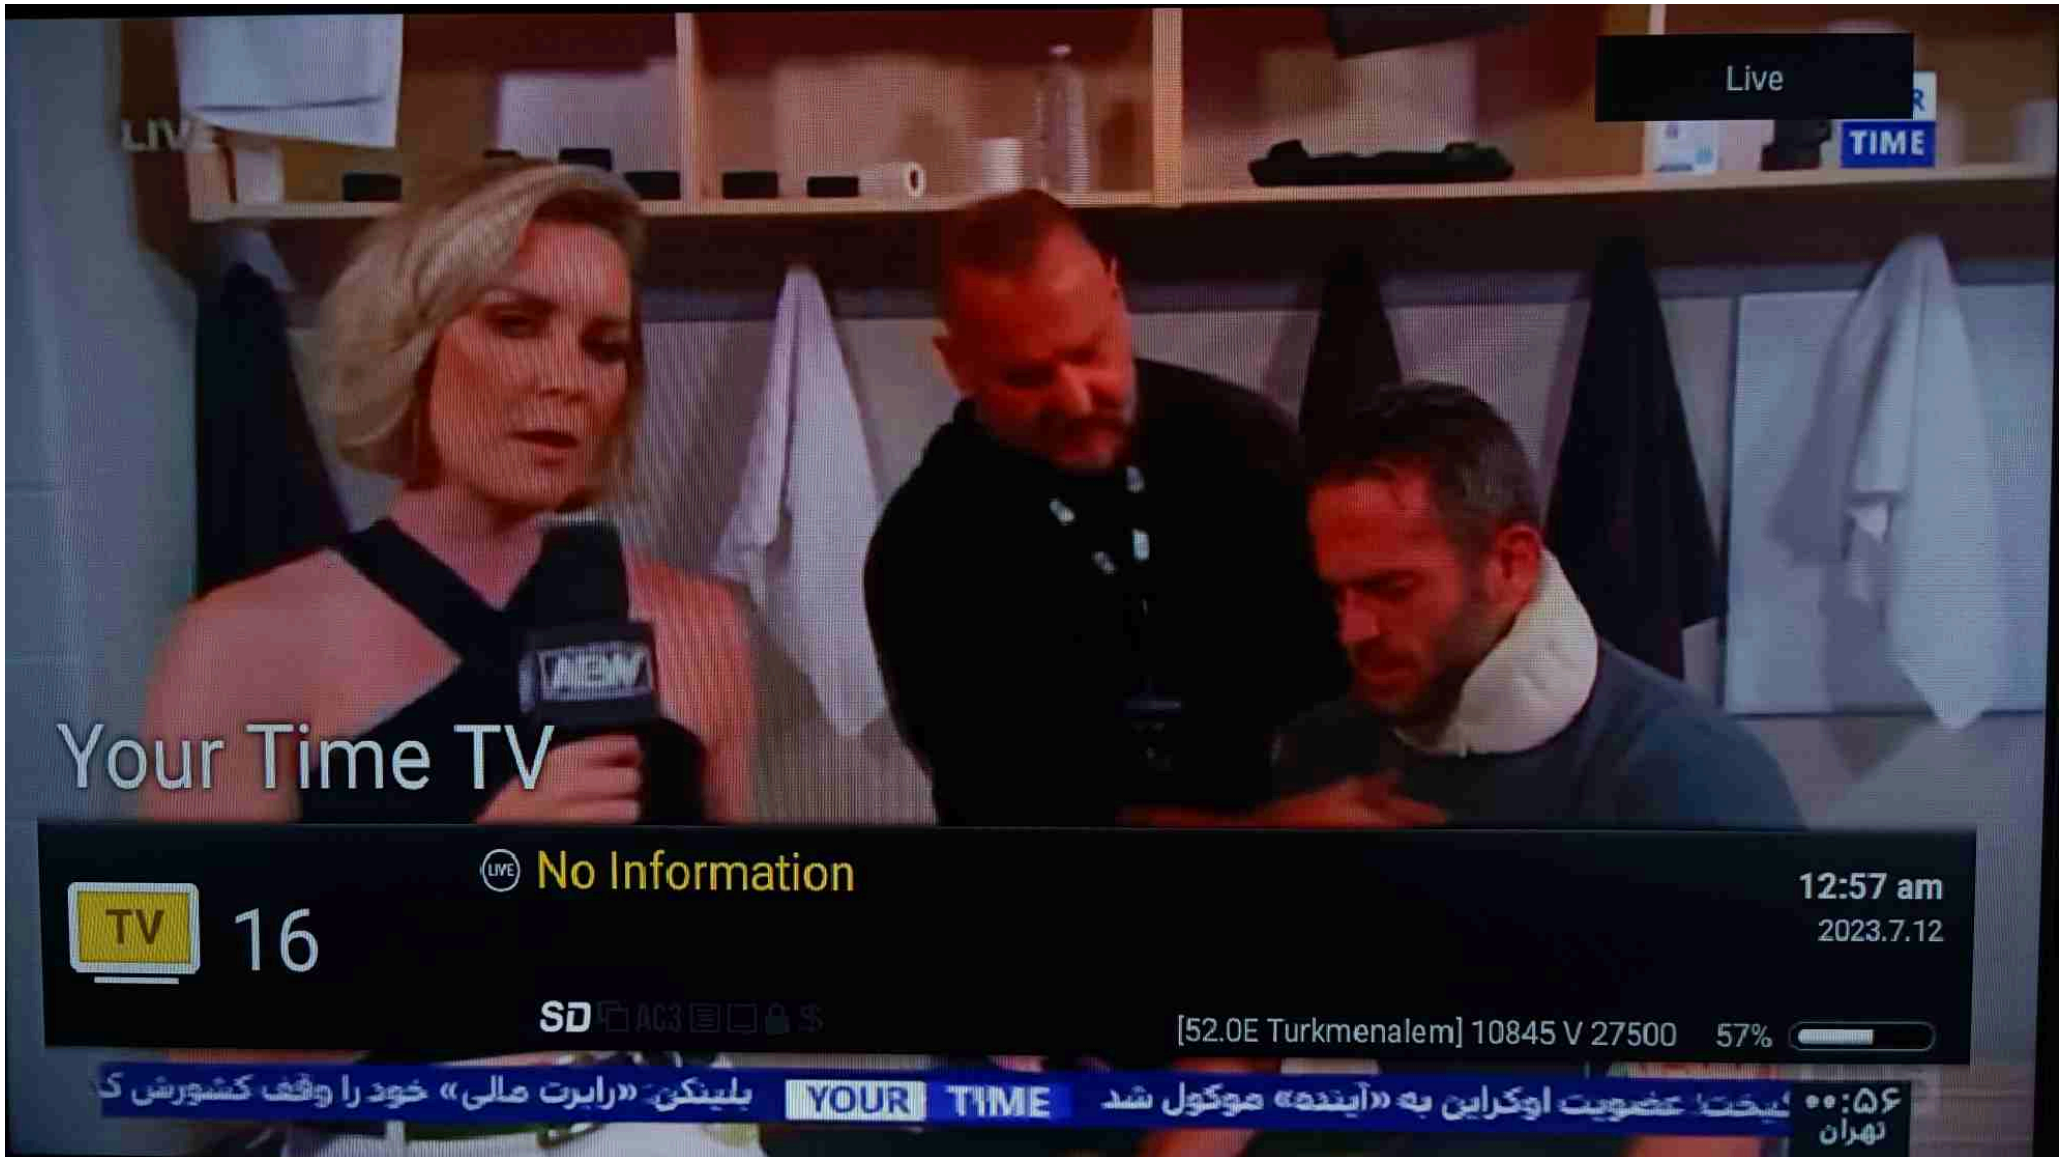 Live
LIVE
R
TIME
AEW
Your Time TV
LIVE No Information
12:57 am
TV 16
2023.7.12
SD AC3 $
[52.0E Turkmenalem] 10845 V 27500 57%
عضویت اوکراین به «آینده» موکول شد YOUR TIME بلینکن: «رابرت مالی» خود را وقف کشورش
۰۰:۵۶
تهران